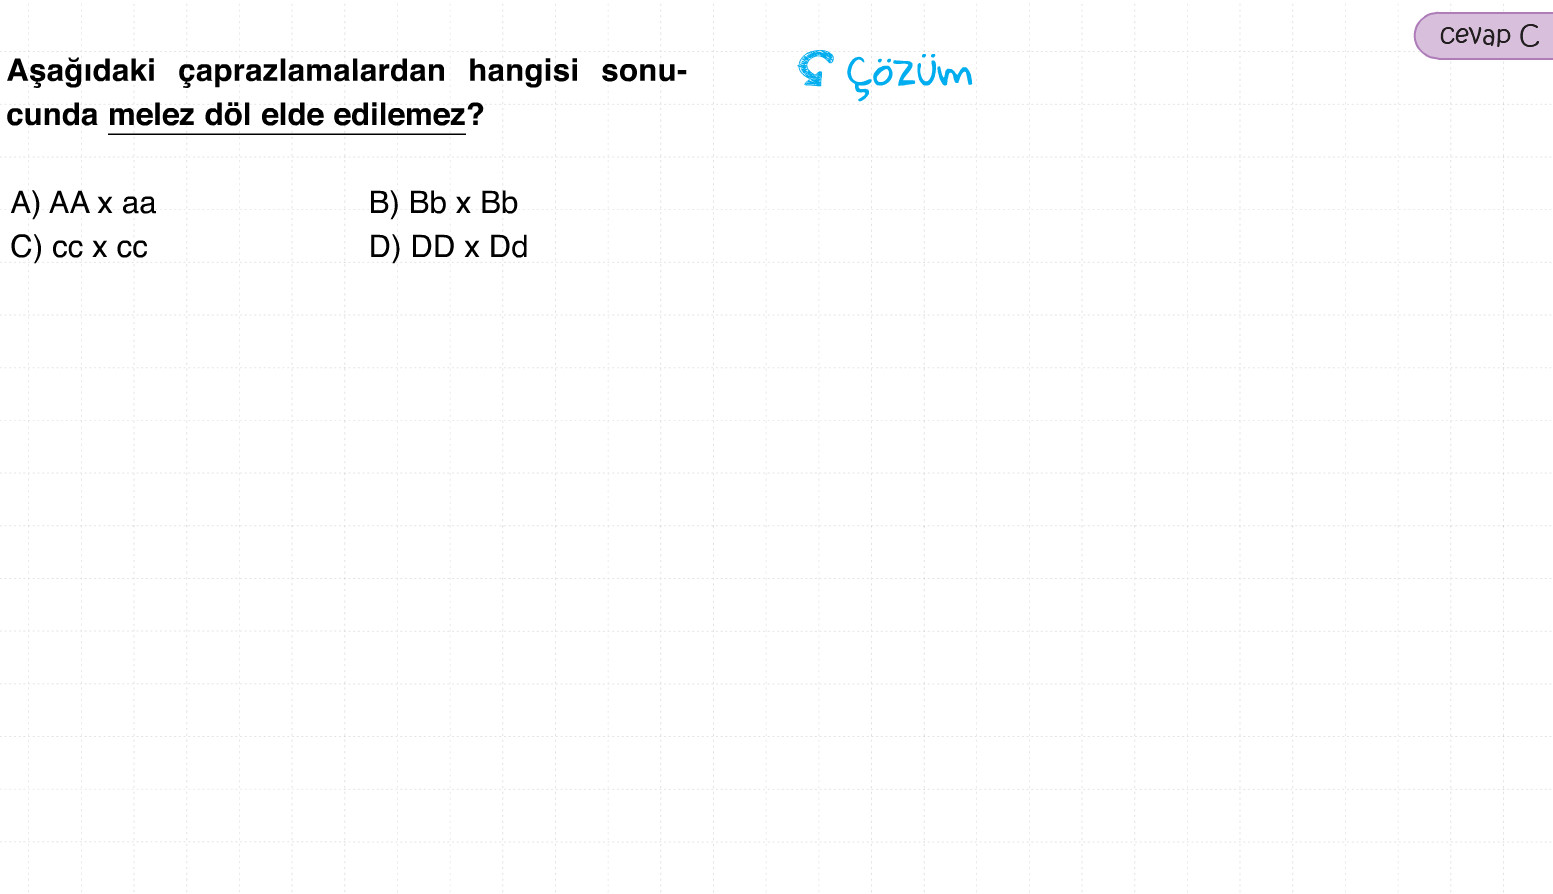 cevap C
Aşağıdaki çaprazlamalardan hangisi sonu-
cunda melez döl elde edilemez?
A) AA x aa B) Bb x Bb
C) cc x cc D) DD x Dd
Çözüm